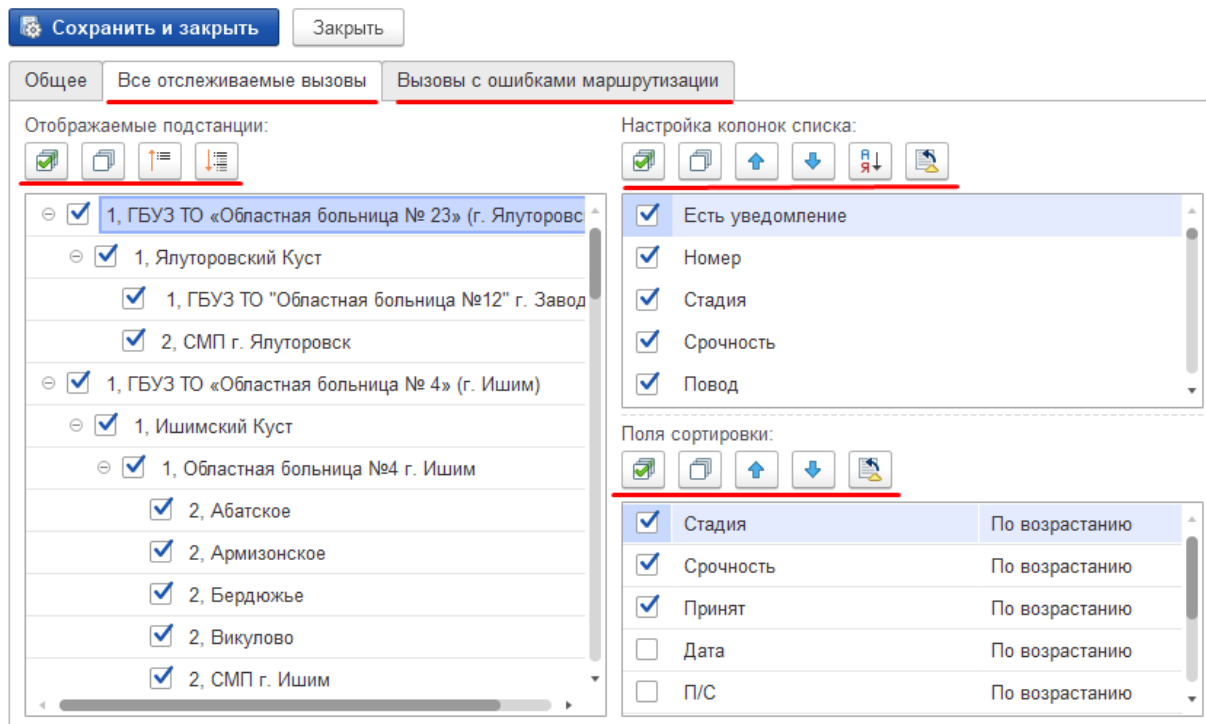 Сохранить и закрыть Закрыть
Общее Все отслеживаемые вызовы Вызовы с ошибками маршрутизации
Отображаемые подстанции:
1, ГБУЗ ТО «Областная больница № 23» (г. Ялуторовс
1, Ялуторовский Куст
1, ГБУЗ ТО "Областная больница №12" г. Завод
2, СМП г. Ялуторовск
1, ГБУЗ ТО «Областная больница № 4» (г. Ишим)
1, Ишимский Куст
1, Областная больница №4 г. Ишим
2, Абатское
2, Армизонское
2, Бердюжье
2, Викулово
2, СМП г. Ишим
Настройка колонок списка:
Есть уведомление
Номер
Стадия
Срочность
Повод
Поля сортировки:
Стадия По возрастанию
Срочность По возрастанию
Принят По возрастанию
Дата По возрастанию
П/С По возрастанию